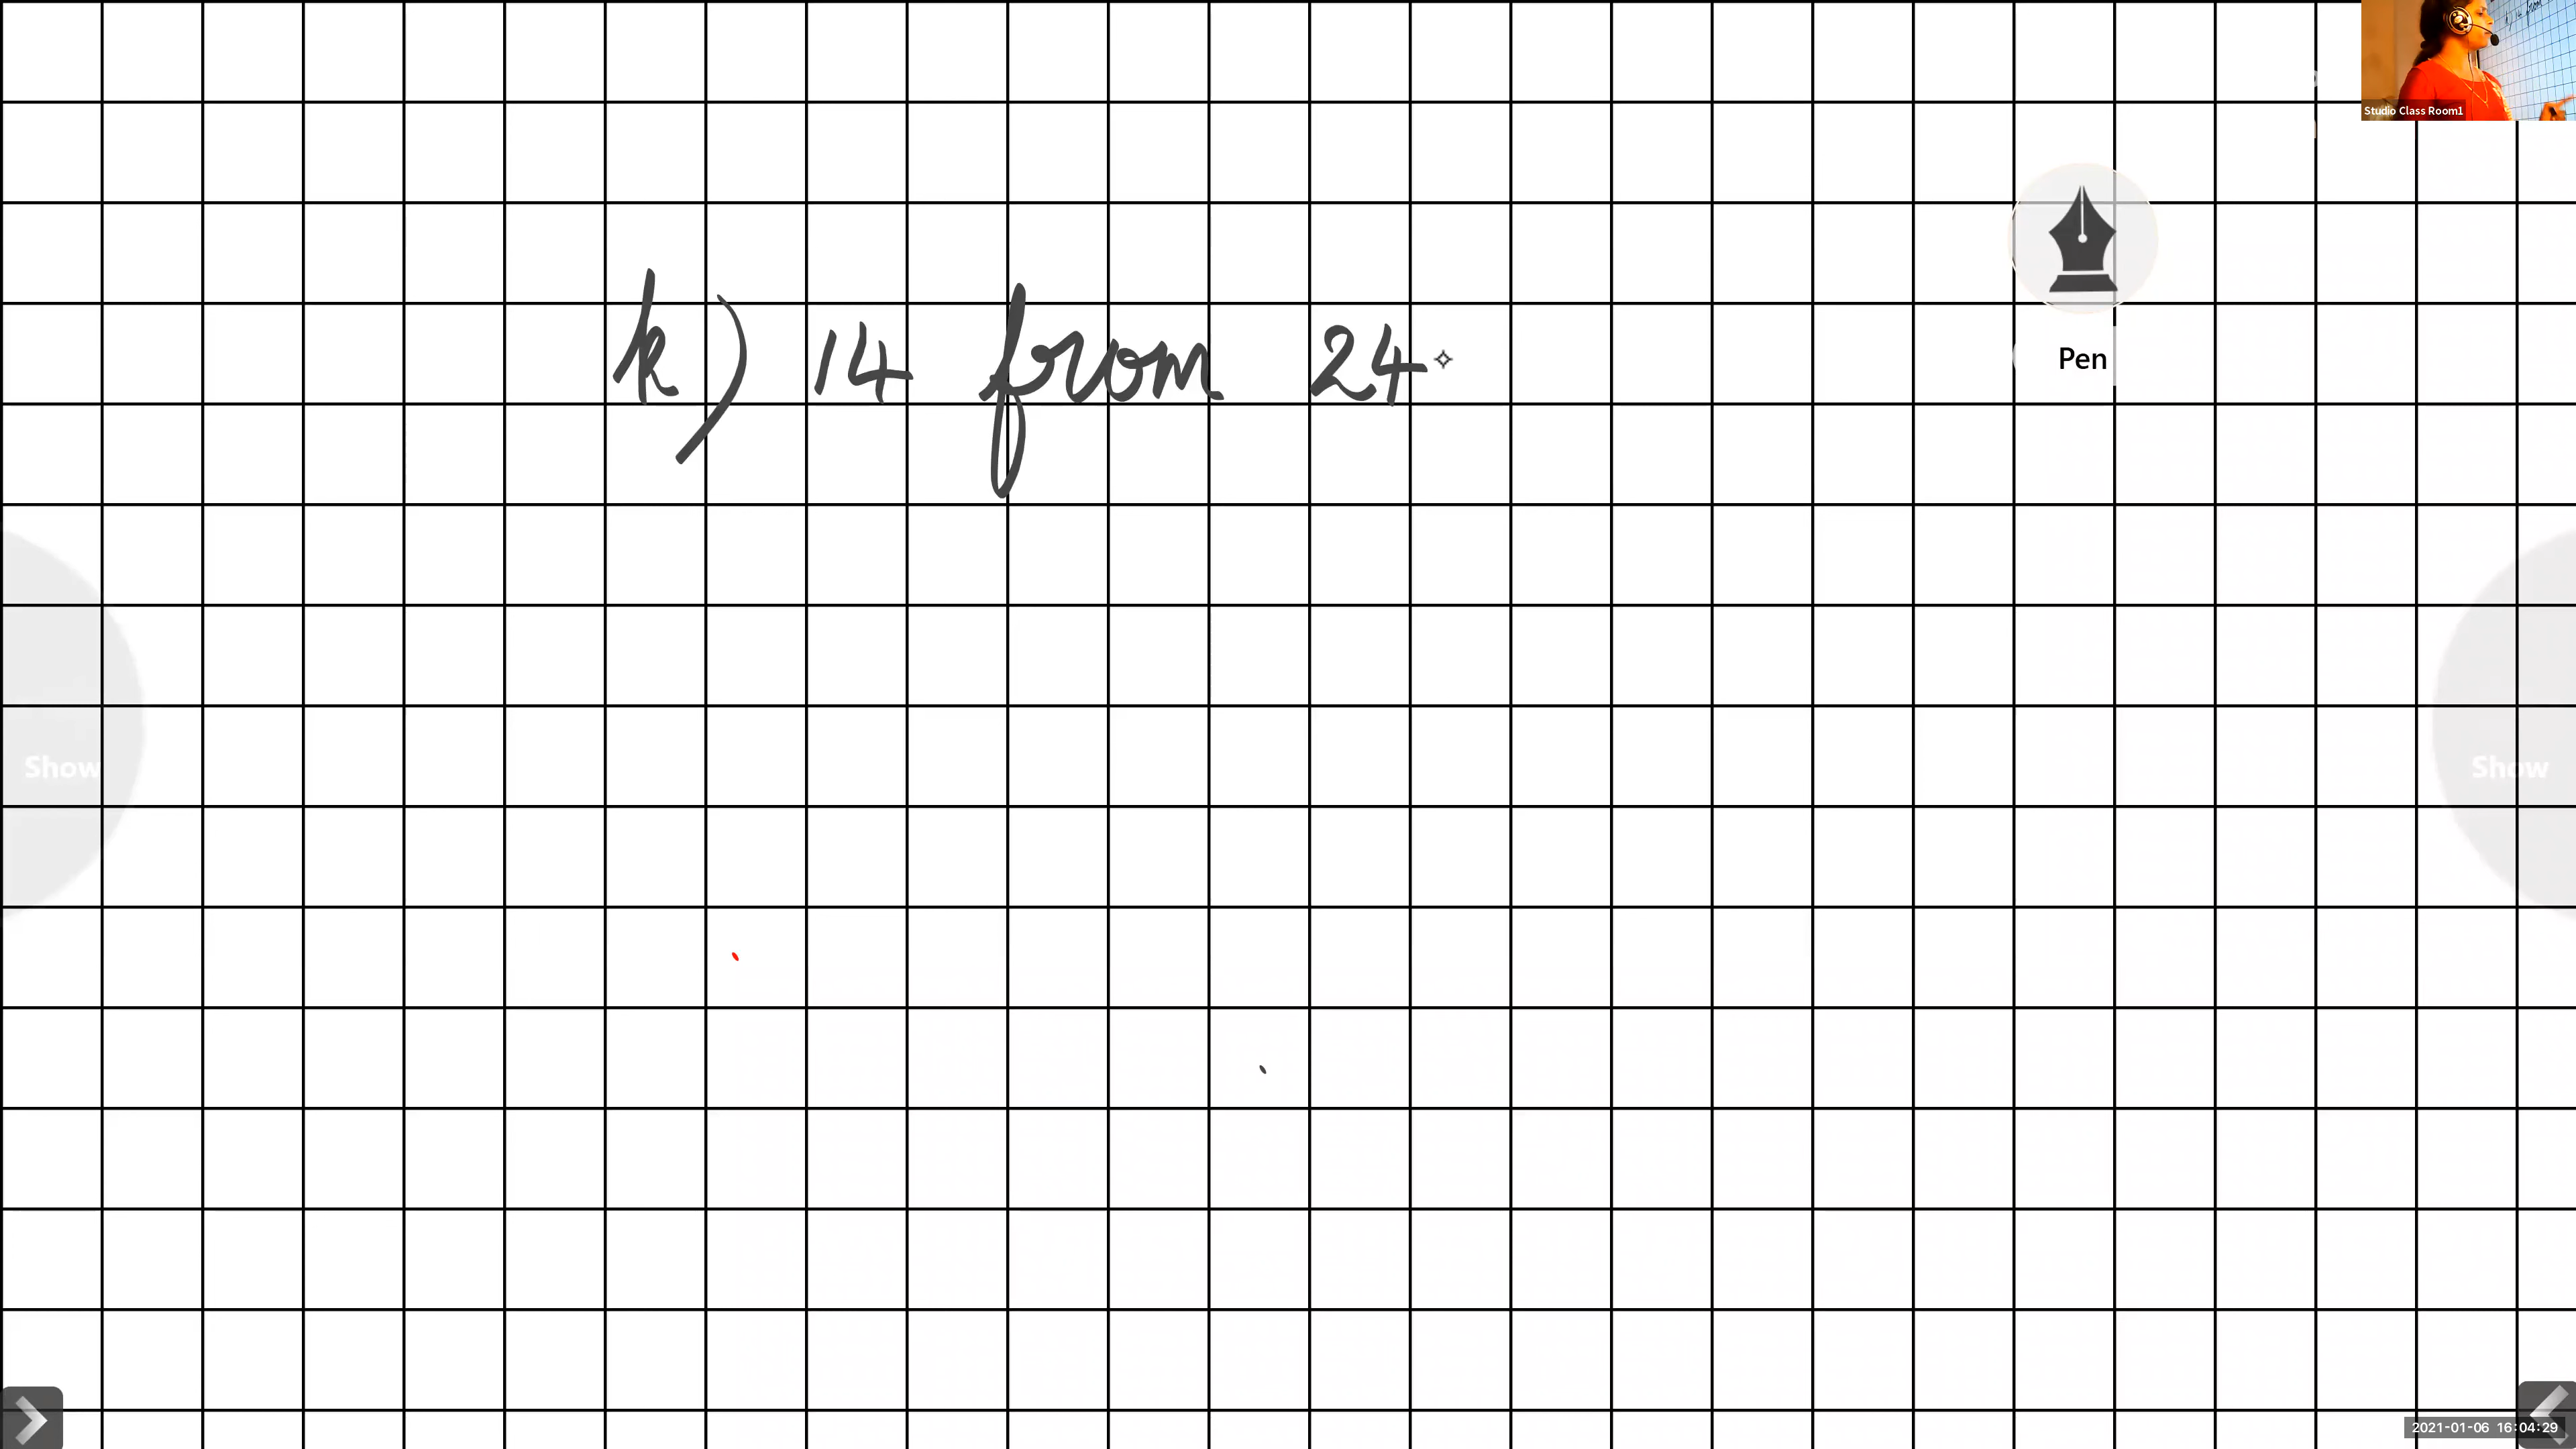 Studio Class Room1
Pen
k) 14 from 24
Show
Show
2021-01-06 16:04:29